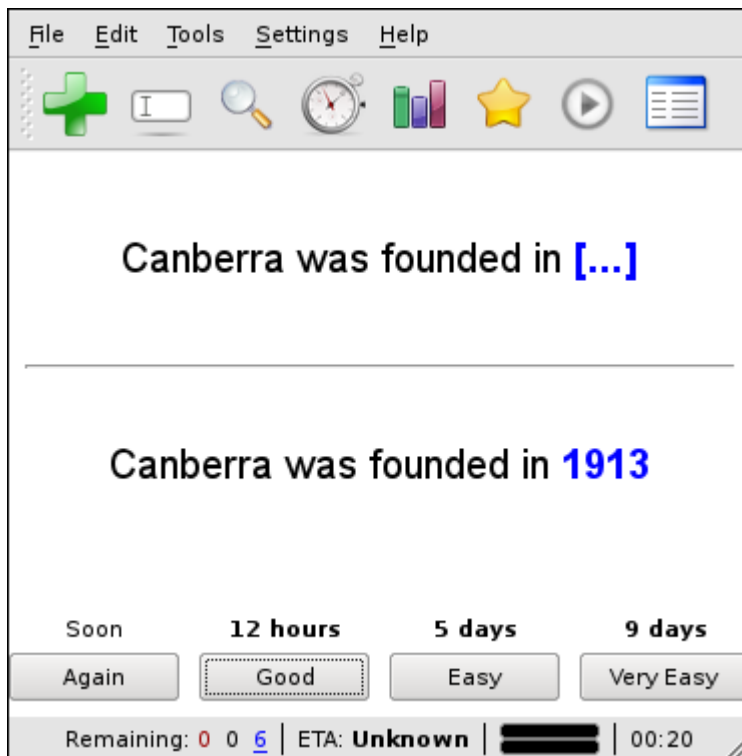 File Edit Tools Settings Help
Canberra was founded in [...]
Canberra was founded in 1913
Soon 12 hours 5 days 9 days
Again Good Easy Very Easy
Remaining: 0 0 6 ETA: Unknown 00:20